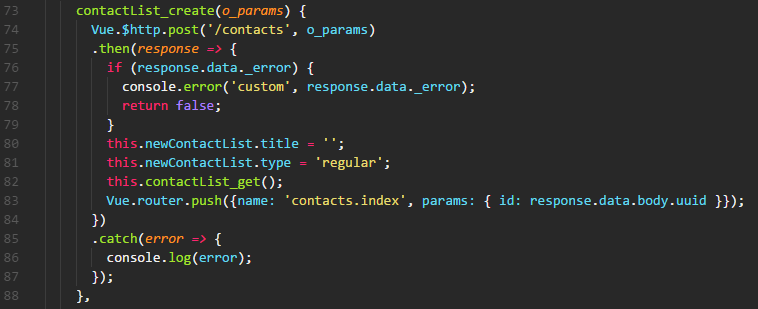 73 contactList_create(o_params) {
74 Vue.$http.post('/contacts', o_params)
75 .then(response => {
76 if (response.data._error) {
77 console.error('custom', response.data._error);
78 return false;
79 }
80 this.newContactList.title = '';
81 this.newContactList.type = 'regular';
82 this.contactList_get();
83 Vue.router.push({name: 'contacts.index', params: { id: response.data.body.uuid }});
84 })
85 .catch(error => {
86 console.log(error);
87 });
88 },